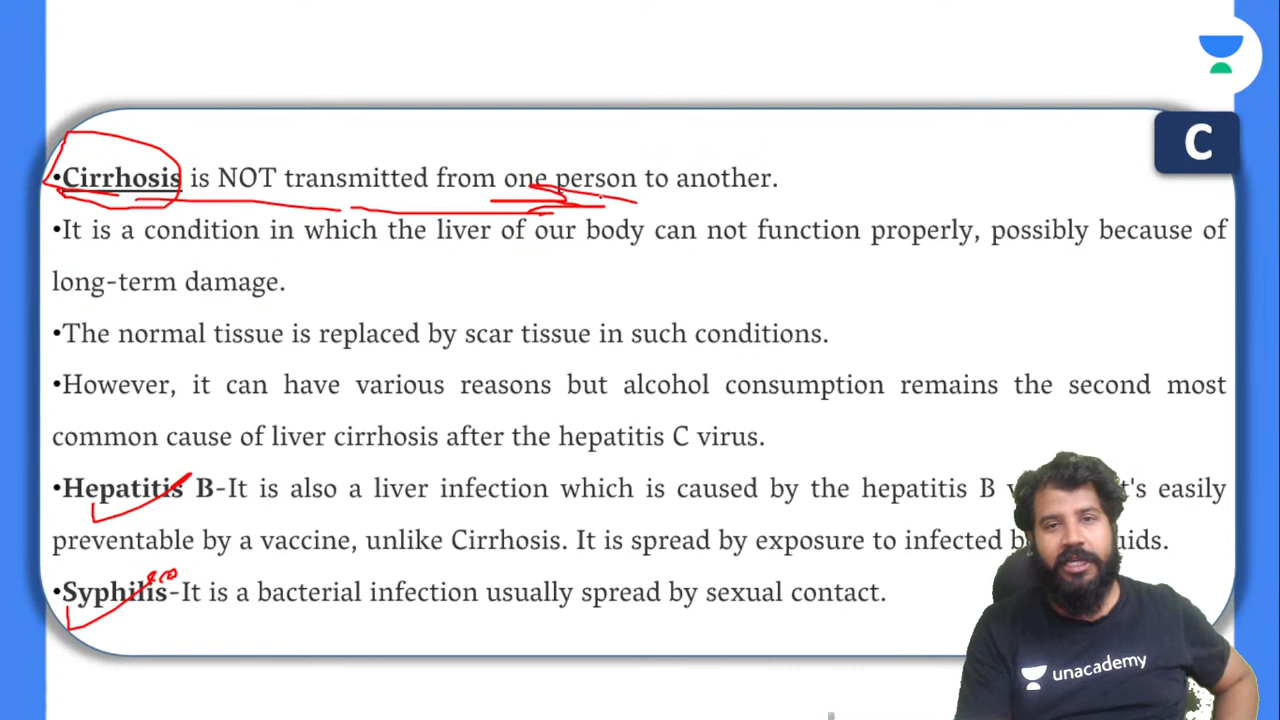 C
•Cirrhosis is NOT transmitted from one person to another.
•It is a condition in which the liver of our body can not function properly, possibly because of
long-term damage.
•The normal tissue is replaced by scar tissue in such conditions.
•However, it can have various reasons but alcohol consumption remains the second most
common cause of liver cirrhosis after the hepatitis C virus.
•Hepatitis B-It is also a liver infection which is caused by the hepatitis B easily
preventable by a vaccine, unlike Cirrhosis. It is spread by exposure to infected
•Syphilis-It is a bacterial infection usually spread by sexual contact.
unacademy